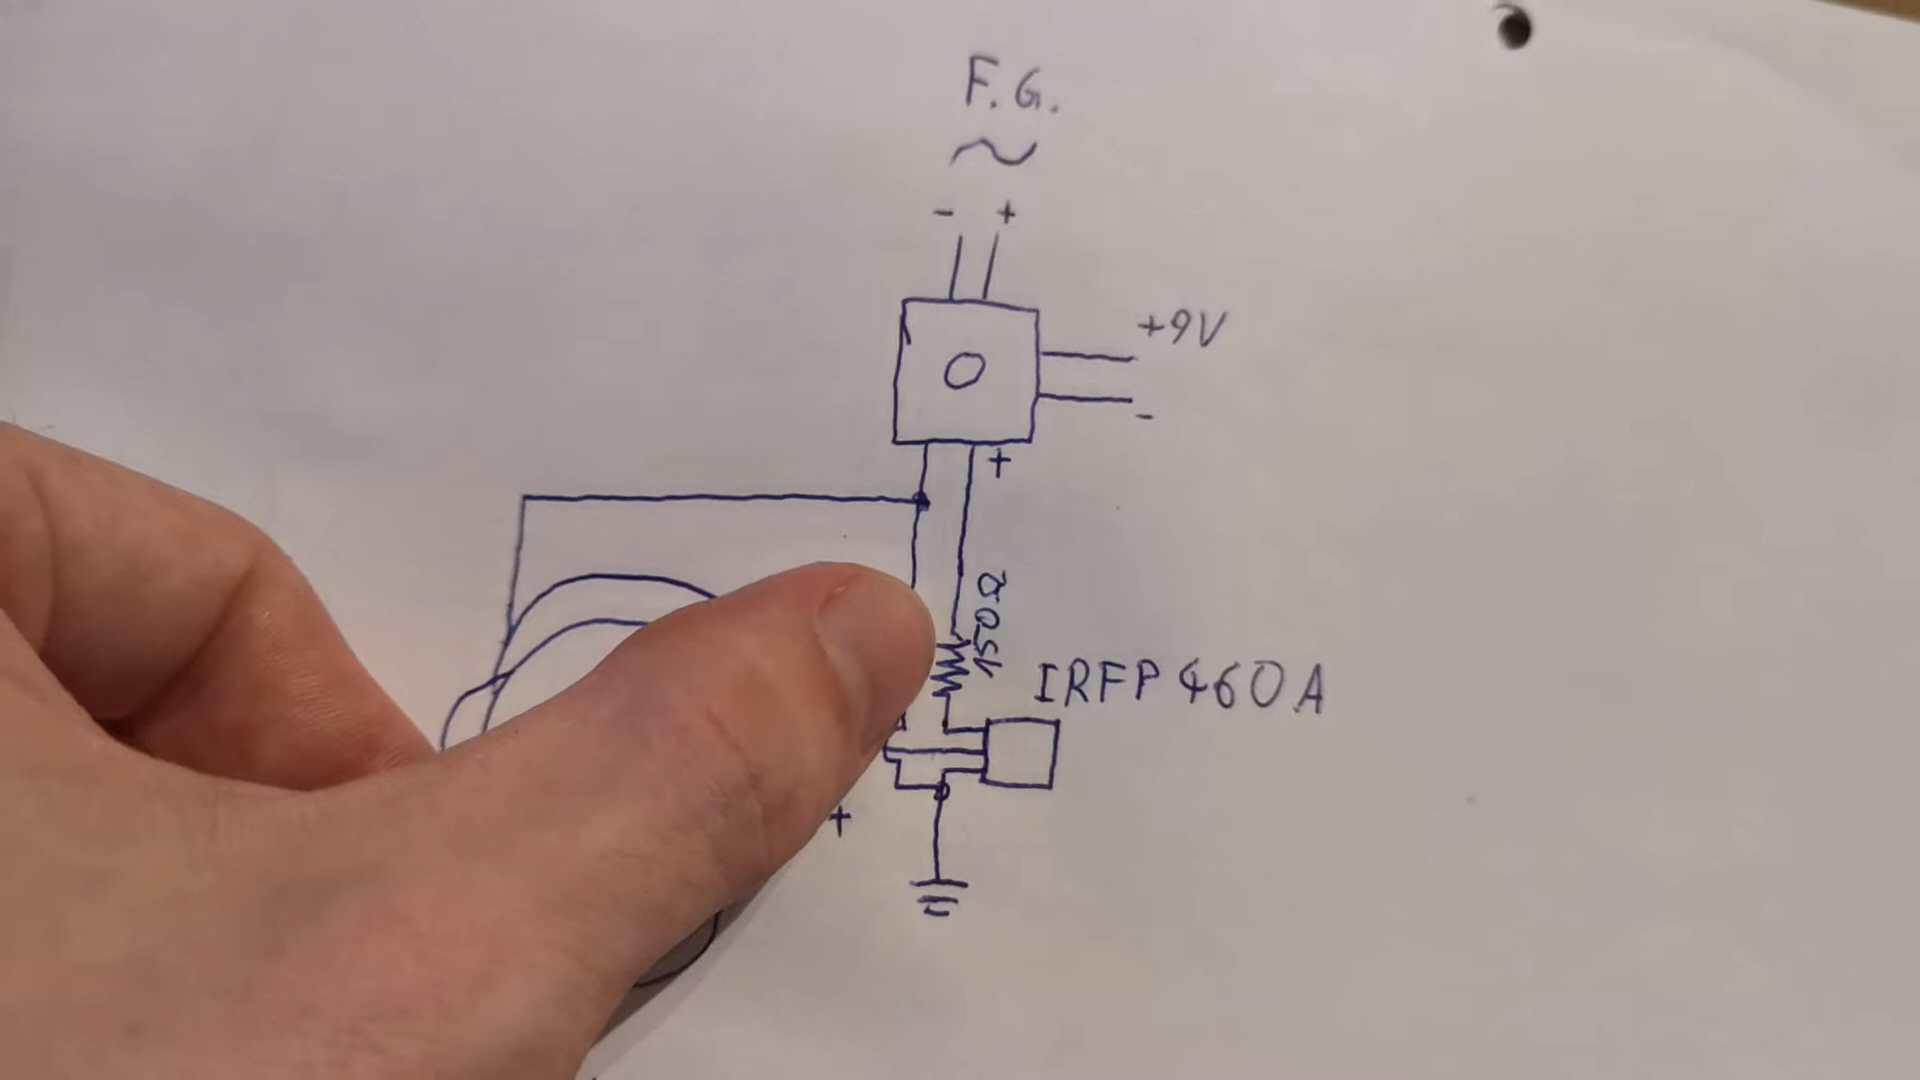 F.G.
~
- +
+9V
-
+
150Ω
IRFP460A
+